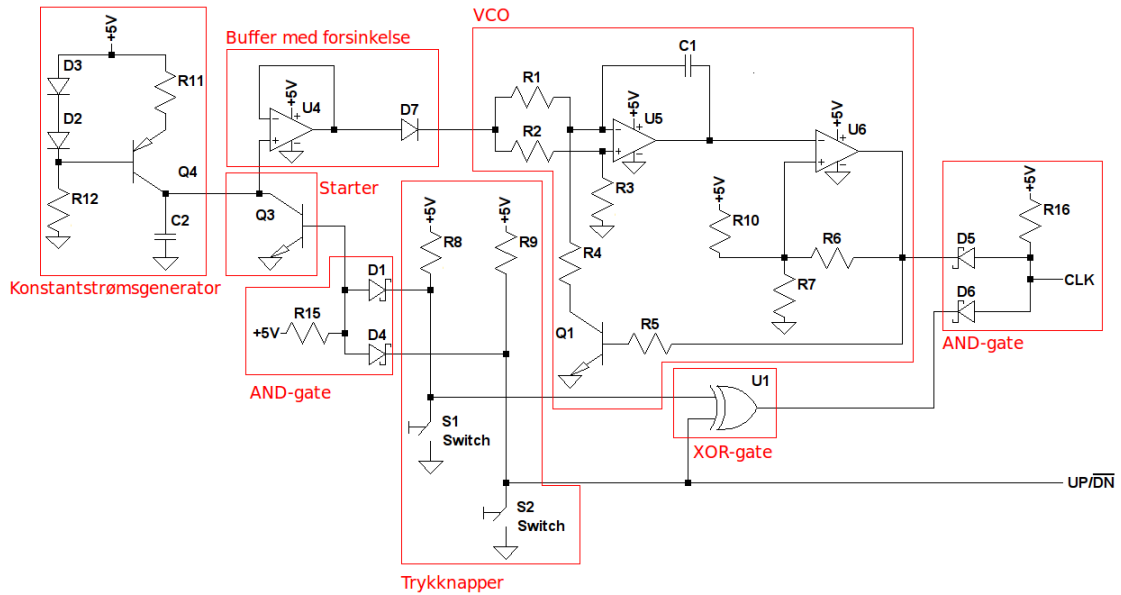 VCO
Buffer med forsinkelse
+5V
D3
R11
D2
Q4
R12
C2
Konstantstrømsgenerator
+5V
U4
D7
Starter
Q3
R1
R2
C1
+5V
U5
R3
R4
+5V
U6
+5V
R10
R6
R7
Q1
R5
+5V
R8
+5V
R9
D1
R15
+5V
D4
AND-gate
S1
Switch
S2
Switch
Trykknapper
U1
XOR-gate
+5V
R16
D5
D6
CLK
AND-gate
UP/DN